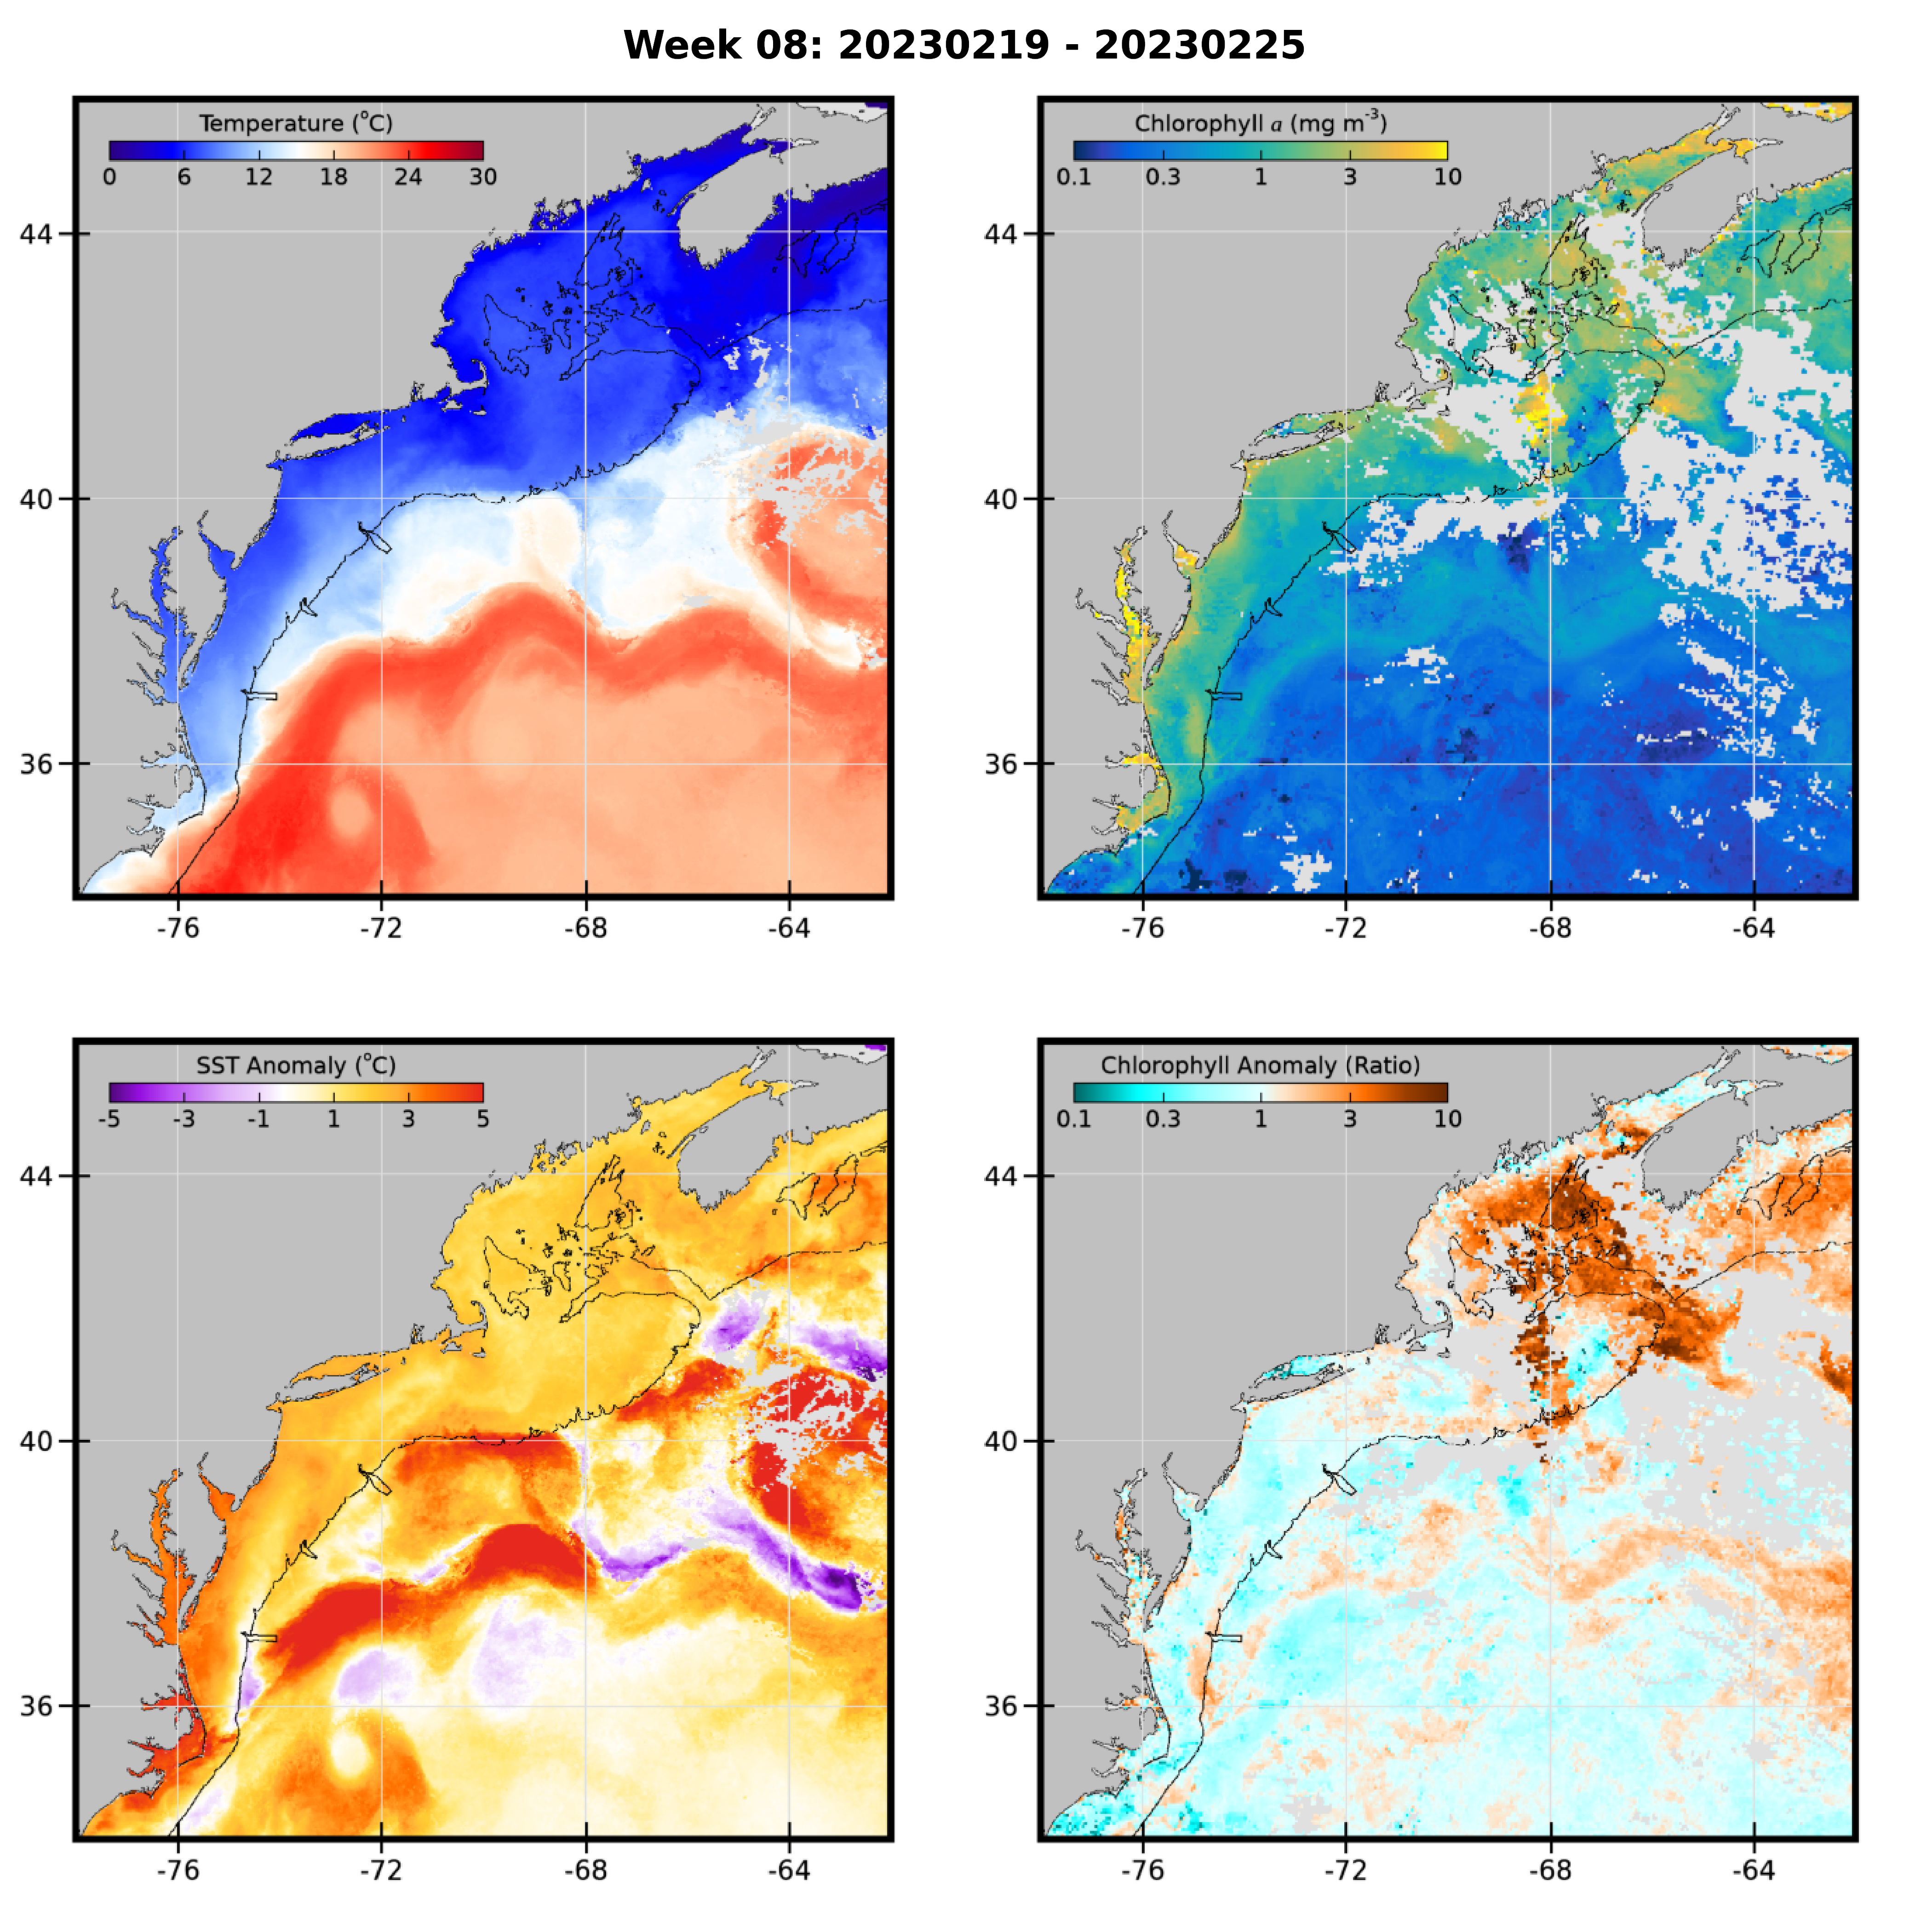 Week 08: 20230219 - 20230225
Temperature (°C)
0 6 12 18 24 30
44
40
36
-76 -72 -68 -64
Chlorophyll a (mg m⁻³)
0.1 0.3 1 3 10
44
40
36
-76 -72 -68 -64
SST Anomaly (°C)
-5 -3 -1 1 3 5
44
40
36
-76 -72 -68 -64
Chlorophyll Anomaly (Ratio)
0.1 0.3 1 3 10
44
40
36
-76 -72 -68 -64